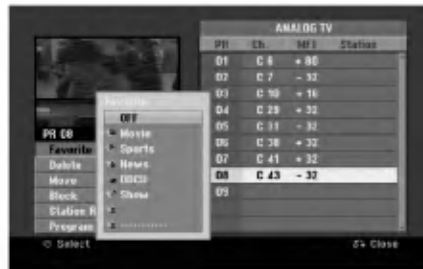 ANALOG TV
PR Ch. MFT Station
01 C 6 + 80
02 C 7 - 32
03 C 10 + 16
04 C 29 + 32
05 C 31 - 32
06 C 38 + 32
07 C 41 + 32
08 C 43 - 32
09
PR 08
Favorite
Delete
Move
Block
Station
Program
Favorite
OFF
Movie
Sports
News
Show
Select
Close